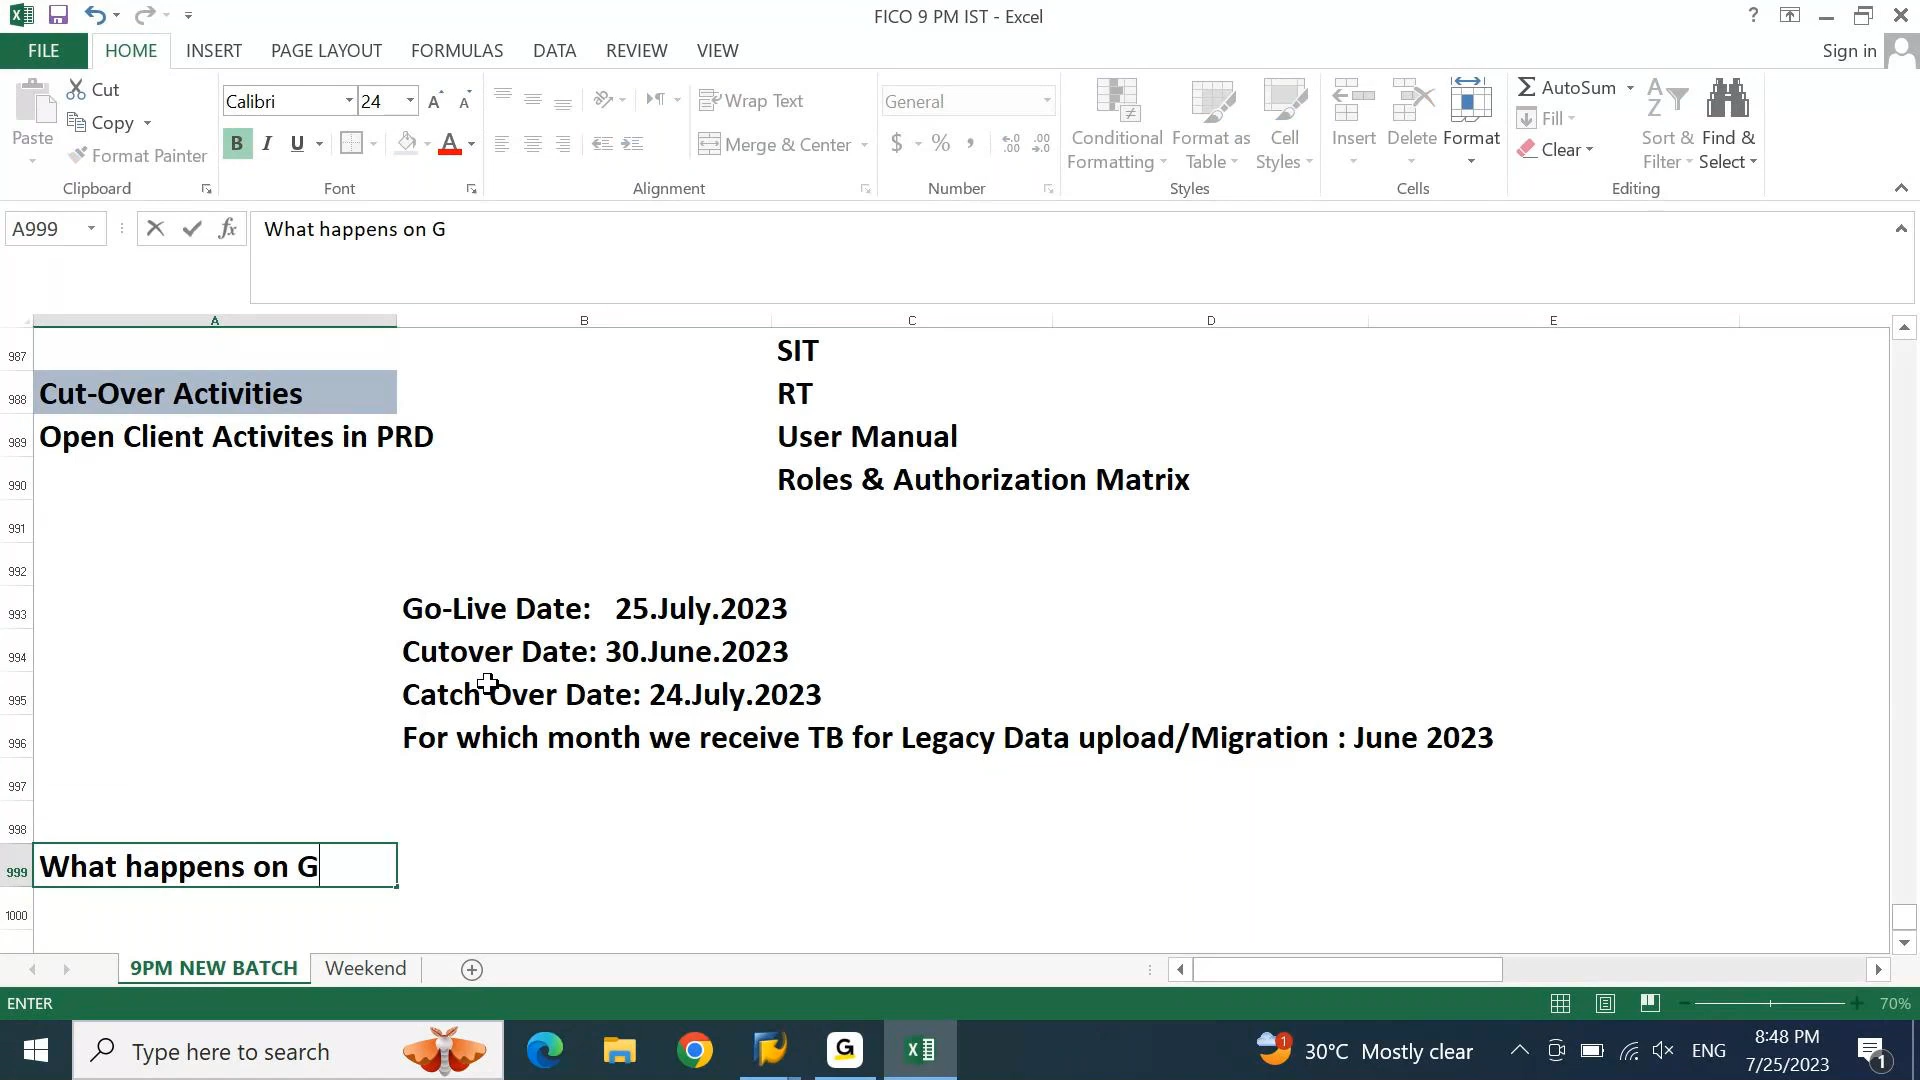 FICO 9 PM IST - Excel
?
Sign in
FILE HOME INSERT PAGE LAYOUT FORMULAS DATA REVIEW VIEW
Paste
Cut
Copy
Format Painter
Clipboard
Calibri 24 A A
B I U A
Font
Wrap Text
Merge & Center
Alignment
General
$ % ,
Number
Conditional Formatting
Format as Table
Cell Styles
Styles
Insert Delete Format
Cells
AutoSum
Fill
Clear
Sort & Filter
Find & Select
Editing
A999 fx What happens on G
A B C D E
987 SIT
988 Cut-Over Activities RT
989 Open Client Activites in PRD User Manual
990 Roles & Authorization Matrix
991
992
993 Go-Live Date: 25.July.2023
994 Cutover Date: 30.June.2023
995 Catch Over Date: 24.July.2023
996 For which month we receive TB for Legacy Data upload/Migration : June 2023
997
998
999 What happens on G
1000
9PM NEW BATCH Weekend
ENTER 70%
Type here to search
1 30°C Mostly clear ENG
8:48 PM
7/25/2023
1